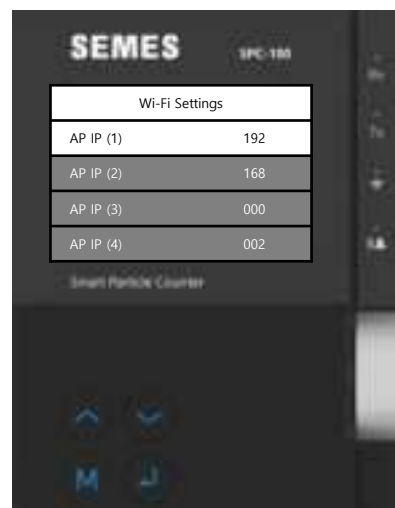 SEMES
SPC-100
Wi-Fi Settings
AP IP (1) 192
AP IP (2) 168
AP IP (3) 000
AP IP (4) 002
Smart Particle Counter
M